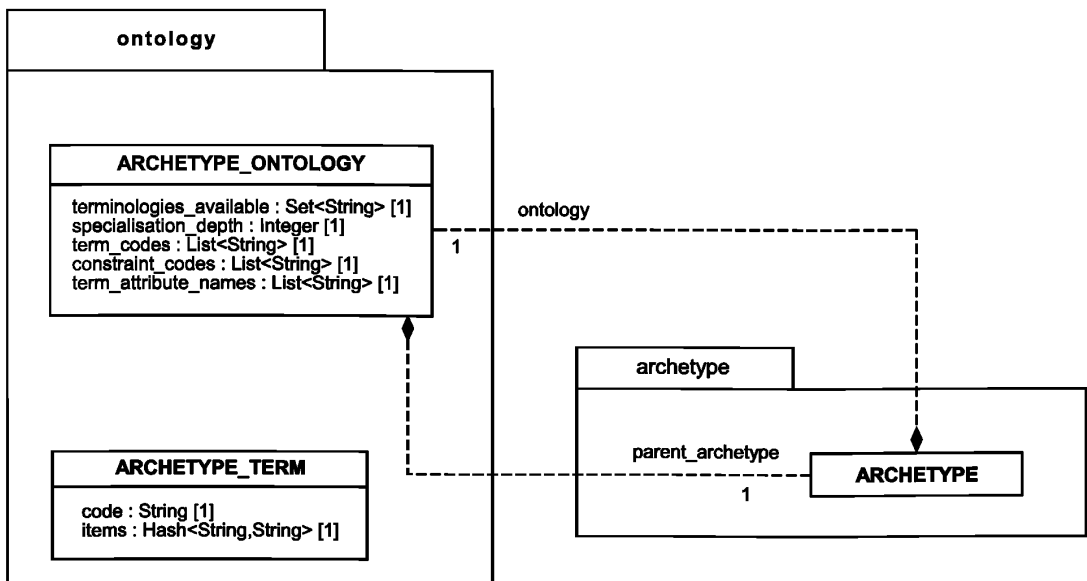 ontology
ARCHETYPE_ONTOLOGY
terminologies_available : Set<String> [1]
specialisation_depth : Integer [1]
term_codes : List<String> [1]
constraint_codes : List<String> [1]
term_attribute_names : List<String> [1]
ontology
1
archetype
parent_archetype
1
ARCHETYPE
ARCHETYPE_TERM
code : String [1]
items : Hash<String,String> [1]